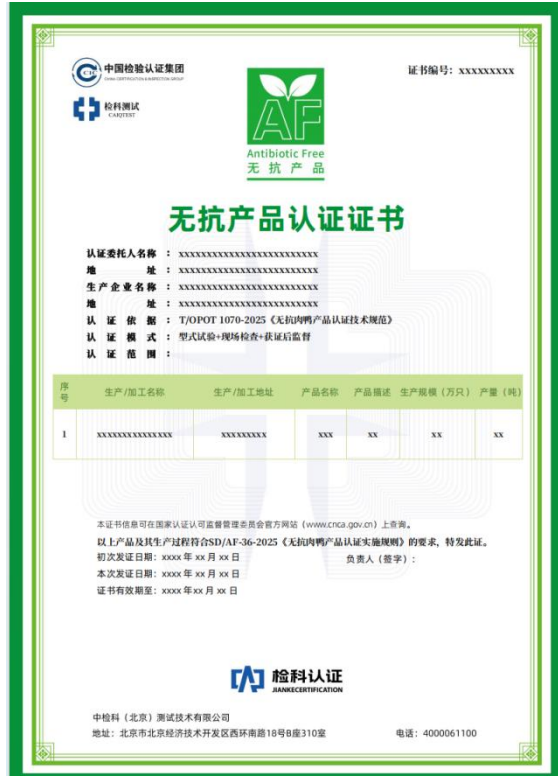 中国检验认证集团
CHINA CERTIFICATION & INSPECTION GROUP
证书编号：xxxxxxxxx
检科测试
CAIQTEST
AF
Antibiotic Free
无抗产品
无抗产品认证证书
认证委托人名称：xxxxxxxxxxxxxxxxxxxxxxxxx
地址：xxxxxxxxxxxxxxxxxxxxxxxxx
生产企业名称：xxxxxxxxxxxxxxxxxxxxxxxxx
地址：xxxxxxxxxxxxxxxxxxxxxxxxx
认证依据：T/OPOT 1070-2025《无抗肉鸭产品认证技术规范》
认证模式：型式试验+现场检查+获证后监督
认证范围：
序号 生产/加工名称 生产/加工地址 产品名称 产品描述 生产规模（万只） 产量（吨）
1 xxxxxxxxxxxxxxx xxxxxxxxx xxx xx xx xx
本证书信息可在国家认证认可监督管理委员会官方网站（www.cnca.gov.cn）上查询。
以上产品及其生产过程符合SD/AF-36-2025《无抗肉鸭产品认证实施规则》的要求，特发此证。
初次发证日期：xxxx 年 xx 月 xx 日 负责人（签字）：
本次发证日期：xxxx 年 xx 月 xx 日
证书有效期至：xxxx 年 xx 月 xx 日
检科认证
JIANKECERTIFICATION
中检科（北京）测试技术有限公司
地址：北京市北京经济技术开发区西环南路18号B座310室 电话：4000061100